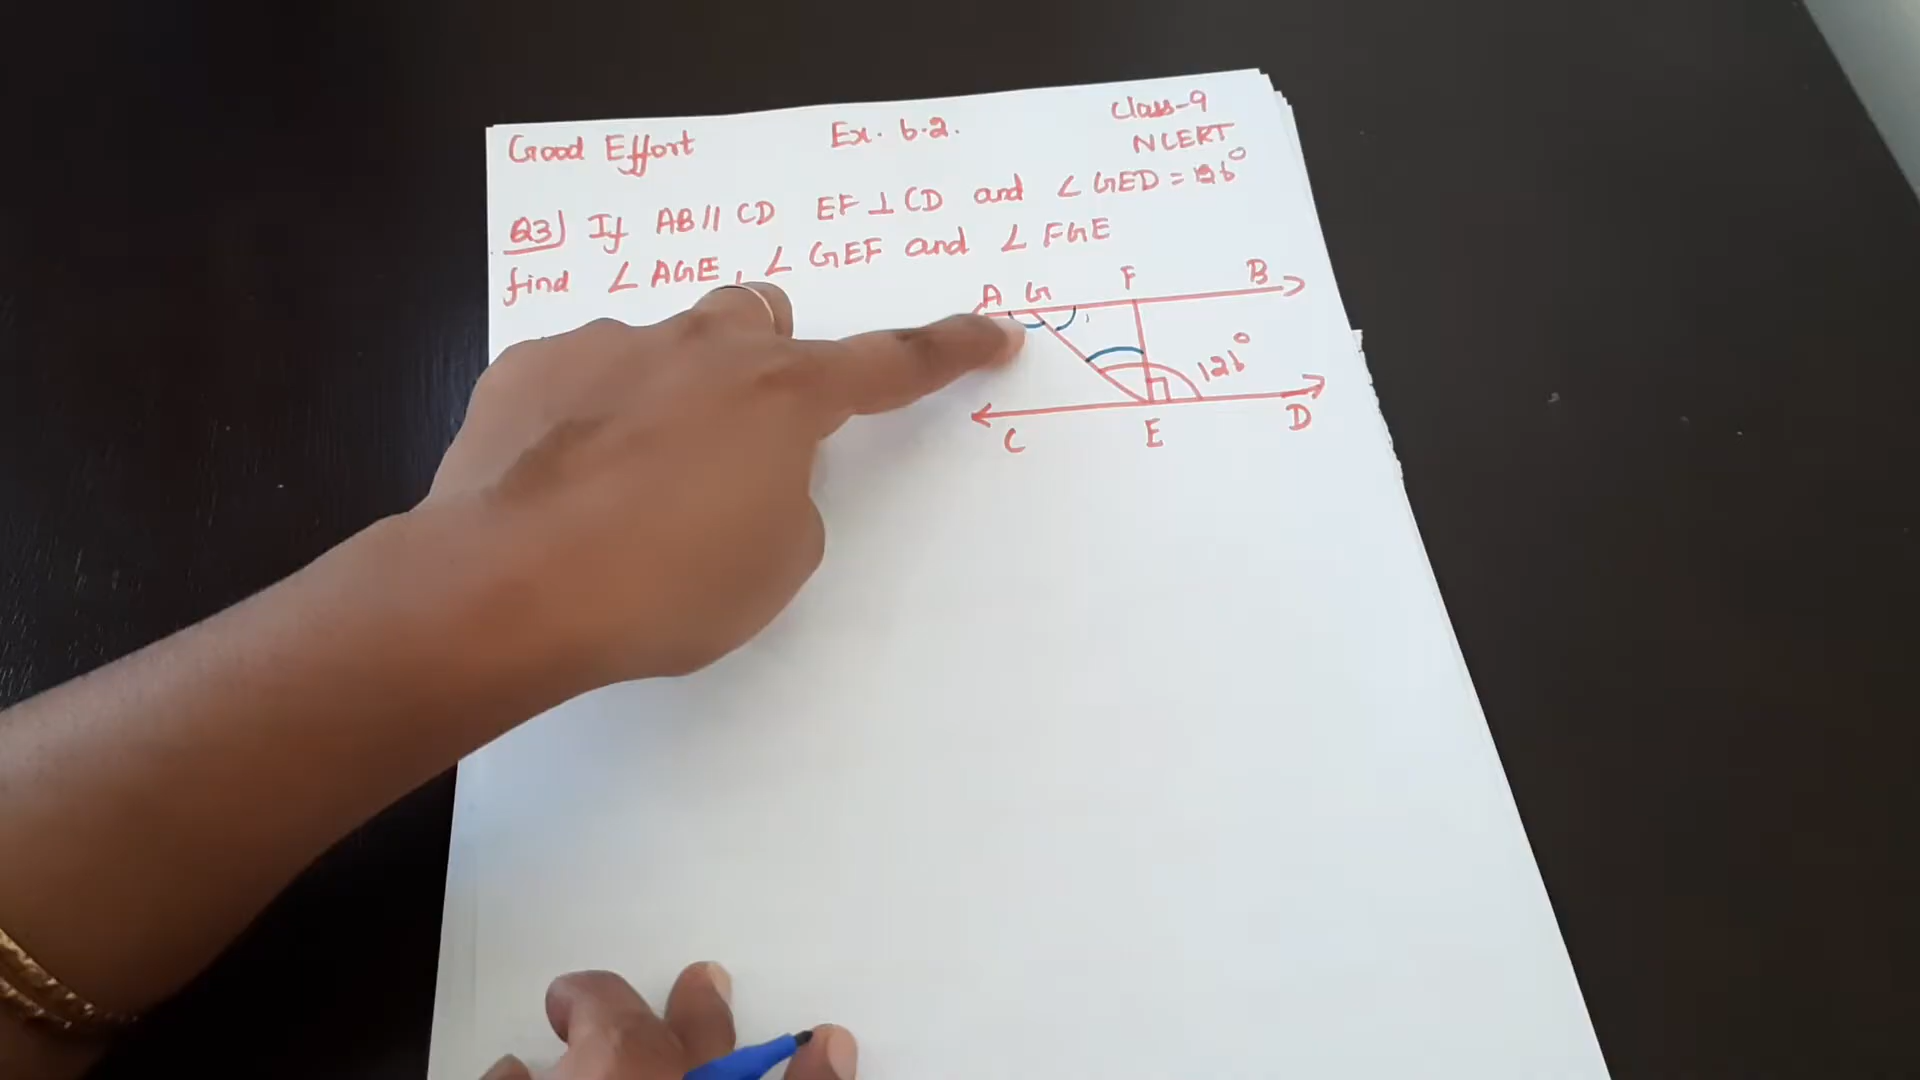 Good Effort Ex. 6.2. Class-9
NCERT
Q3) If AB // CD EF ⊥ CD and ∠ GED = 126°
find ∠ AGE, ∠ GEF and ∠ FGE
A G F B
126°
C E D